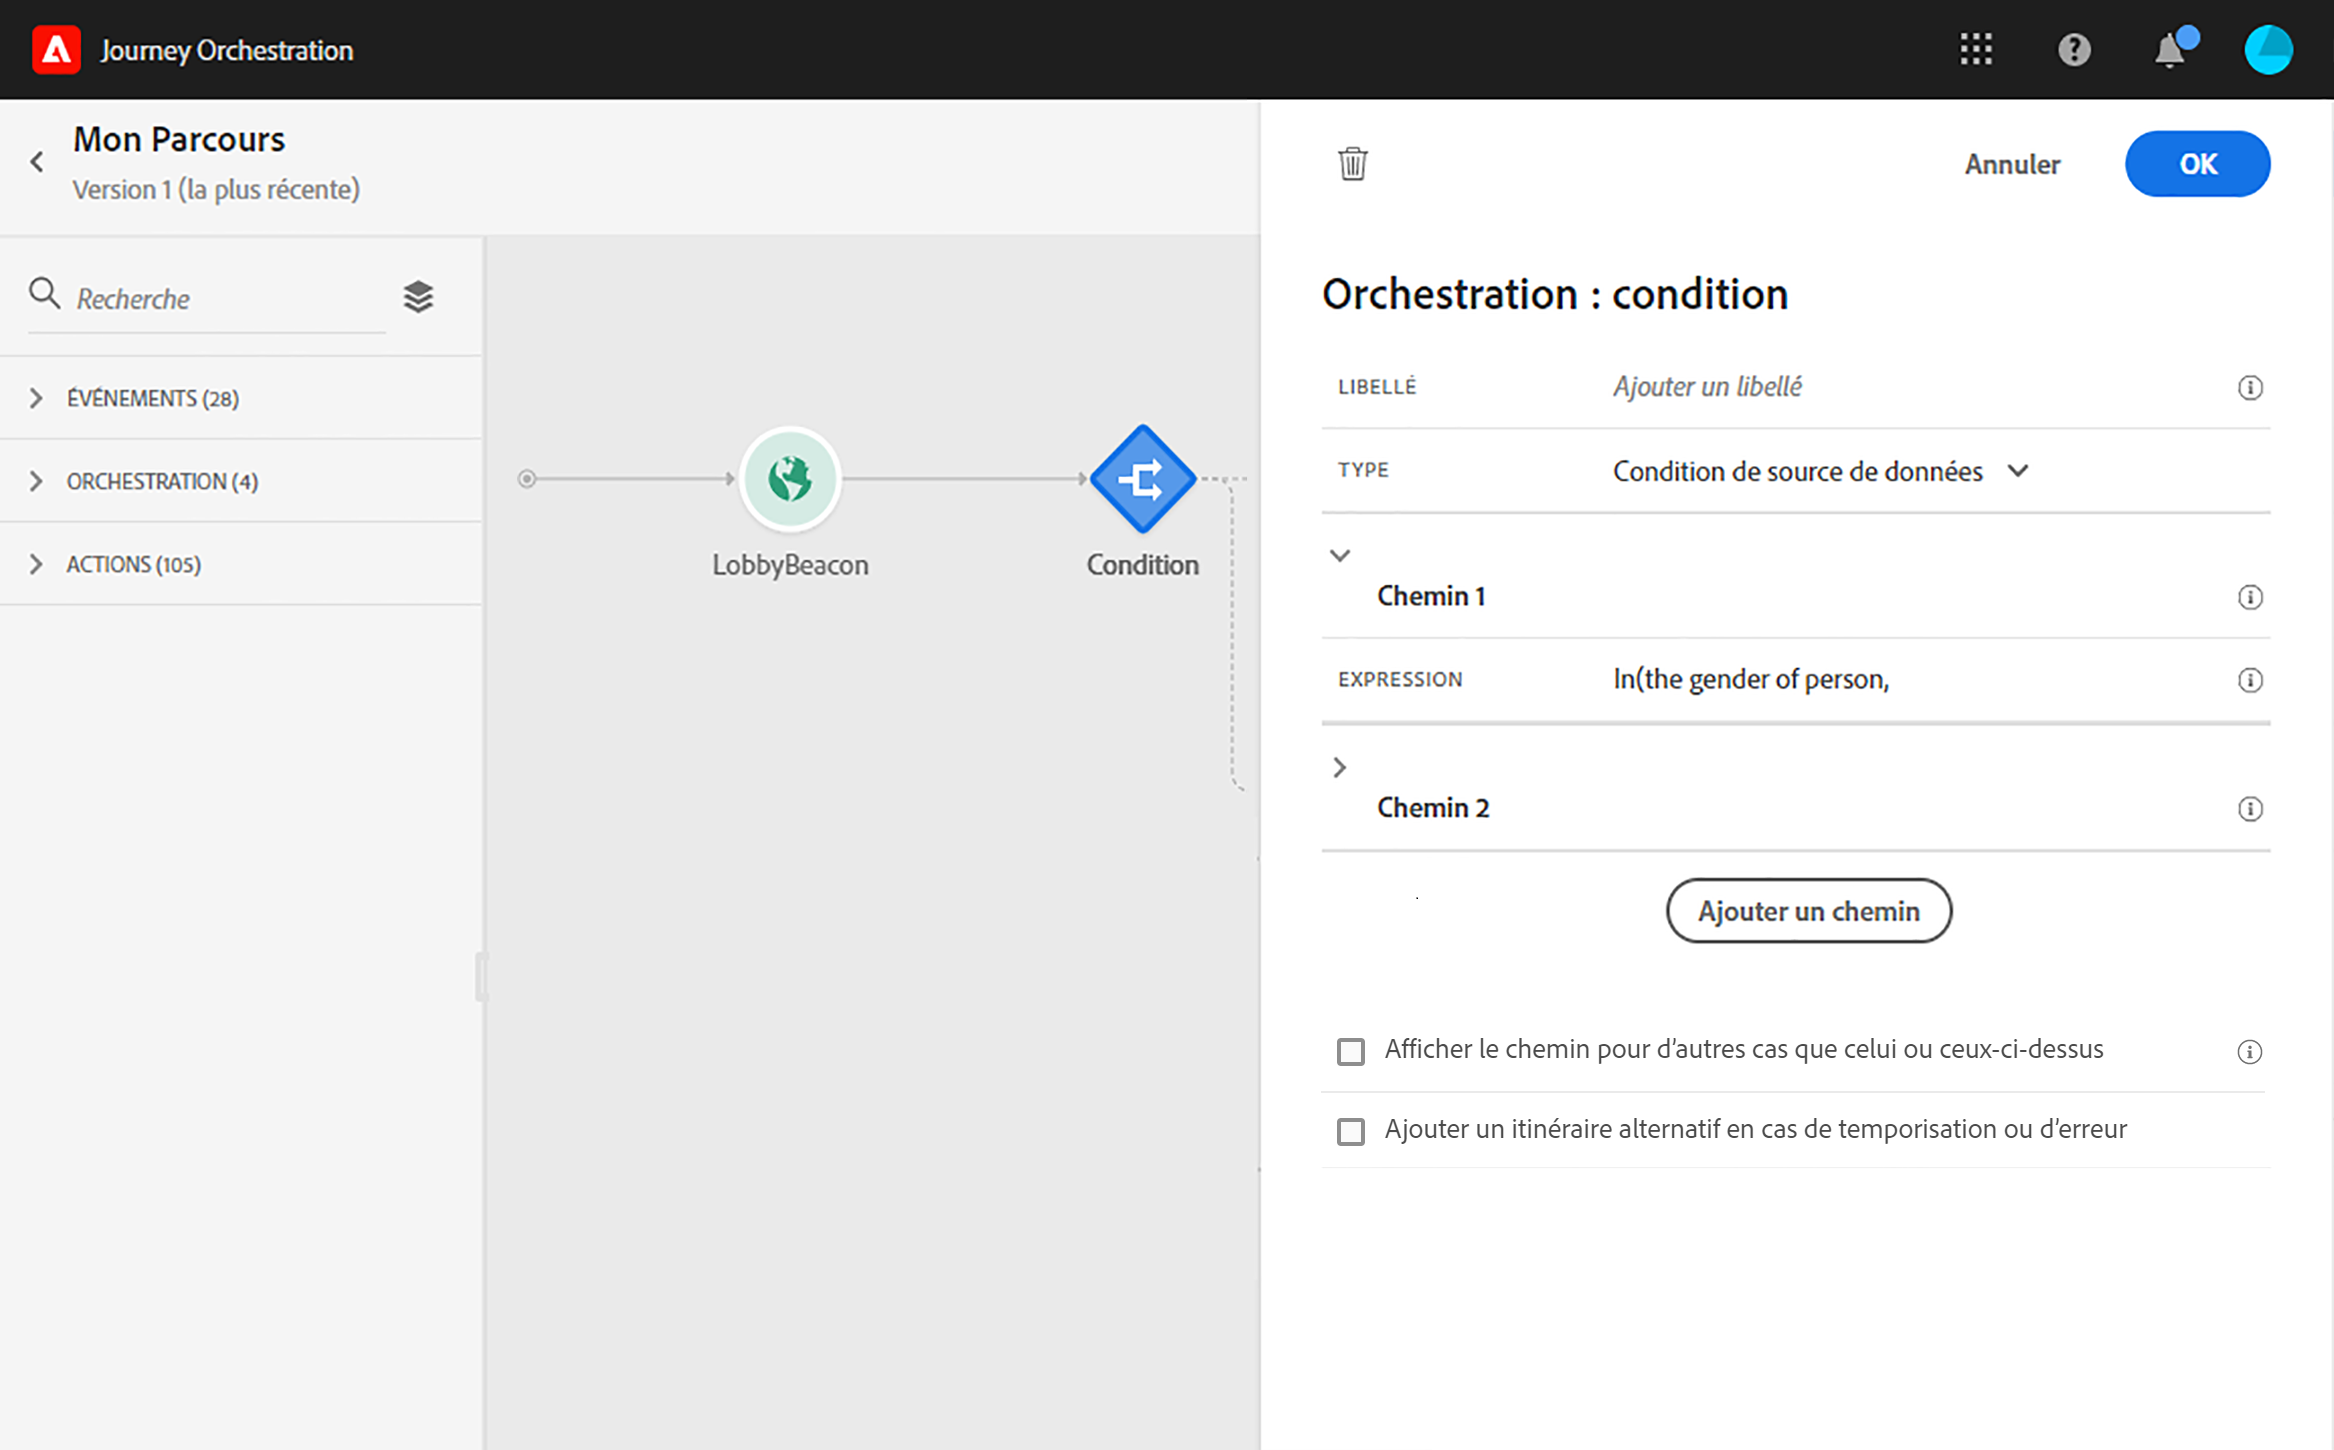 Journey Orchestration
Mon Parcours
Version 1 (la plus récente)
Annuler
OK
Recherche
ÉVÉNEMENTS (28)
ORCHESTRATION (4)
ACTIONS (105)
LobbyBeacon
Condition
Orchestration : condition
LIBELLÉ
Ajouter un libellé
TYPE
Condition de source de données
Chemin 1
EXPRESSION
In(the gender of person,
Chemin 2
Ajouter un chemin
Afficher le chemin pour d’autres cas que celui ou ceux-ci-dessus
Ajouter un itinéraire alternatif en cas de temporisation ou d’erreur